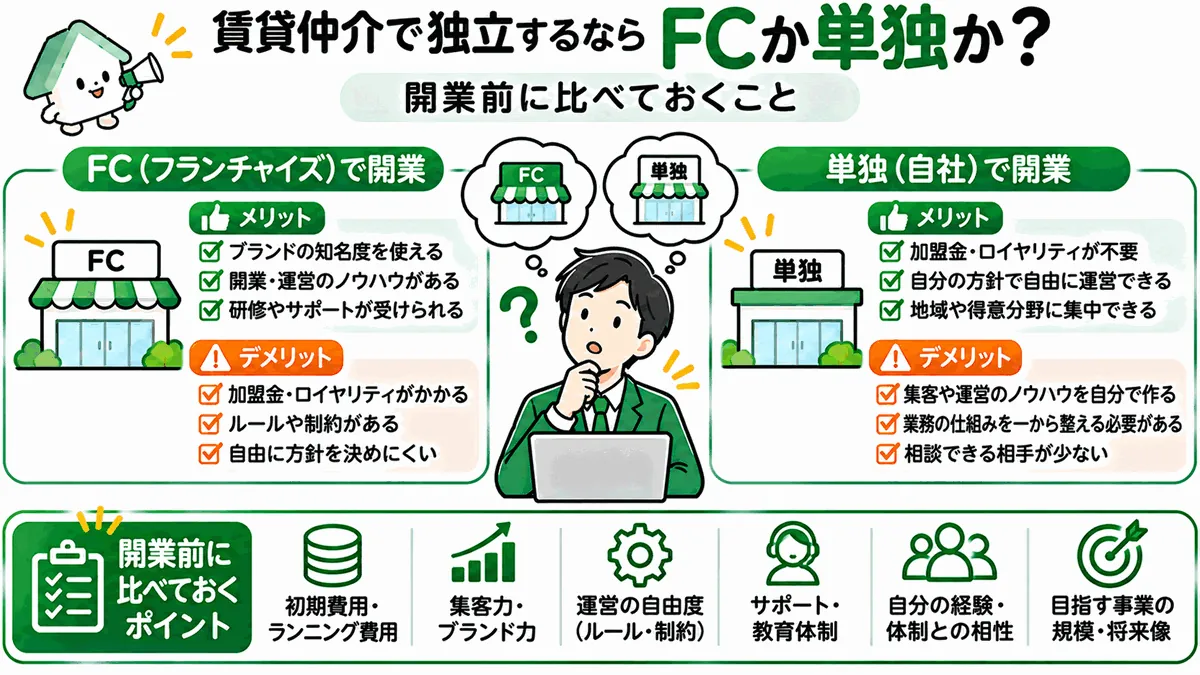 賃貸仲介で独立するなら FCか単独か?
開業前に比べておくこと
FC(フランチャイズ)で開業
メリット
ブランドの知名度を使える
開業・運営のノウハウがある
研修やサポートが受けられる
FC
デメリット
加盟金・ロイヤリティがかかる
ルールや制約がある
自由に方針を決めにくい
FC
単独
?
単独(自社)で開業
メリット
加盟金・ロイヤリティが不要
自分の方針で自由に運営できる
地域や得意分野に集中できる
単独
デメリット
集客や運営のノウハウを自分で作る
業務の仕組みを一から整える必要がある
相談できる相手が少ない
開業前に
比べておく
ポイント
初期費用・
ランニング費用
集客力・
ブランド力
運営の自由度
(ルール・制約)
サポート・
教育体制
自分の経験・
体制との相性
目指す事業の
規模・将来像